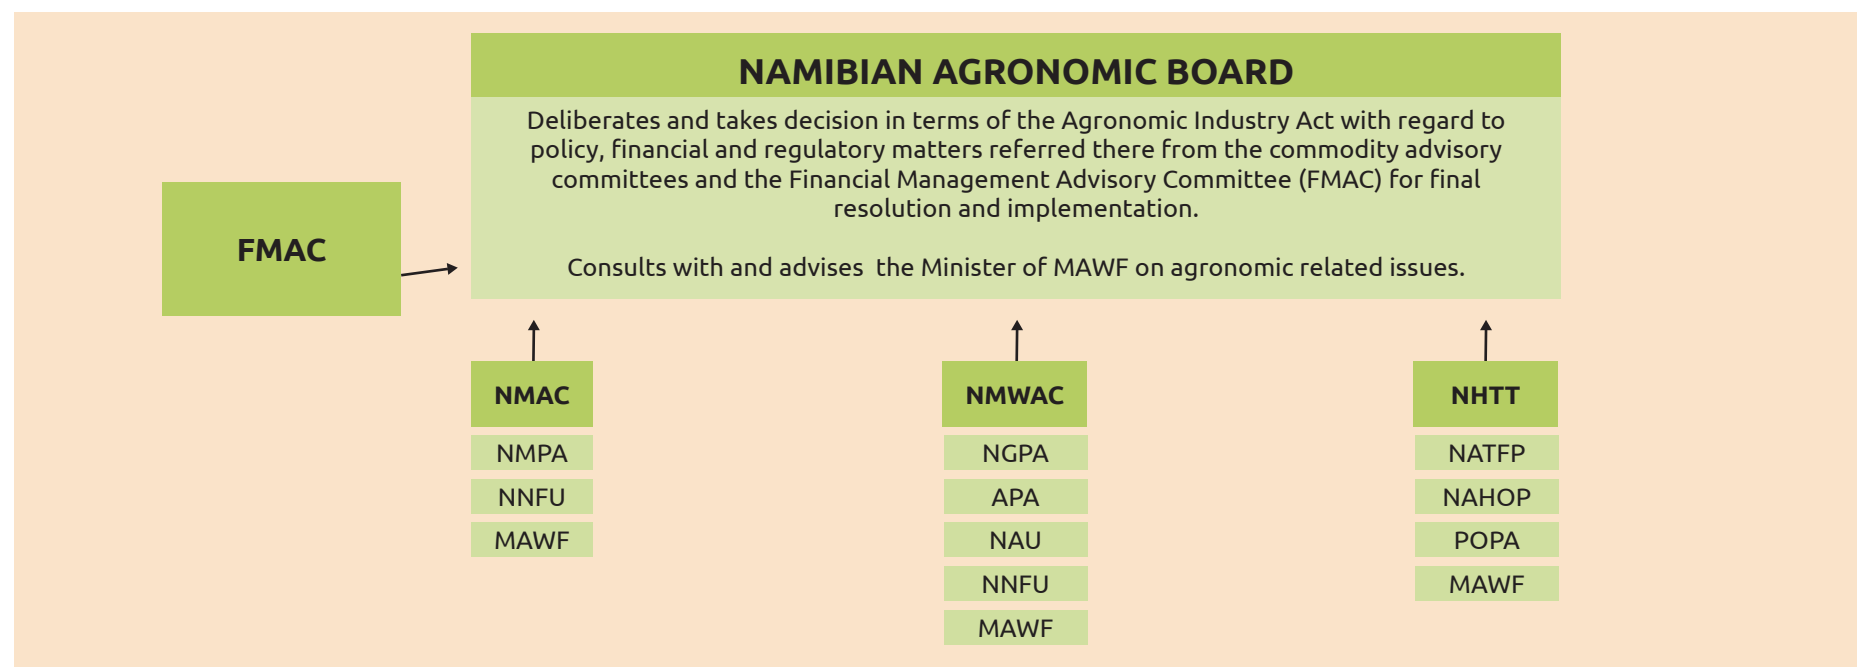 NAMIBIAN AGRONOMIC BOARD
Deliberates and takes decision in terms of the Agronomic Industry Act with regard to
policy, financial and regulatory matters referred there from the commodity advisory
committees and the Financial Management Advisory Committee (FMAC) for final
resolution and implementation.
Consults with and advises  the Minister of MAWF on agronomic related issues.
FMAC
NMAC
NMPA
NNFU
MAWF
NMWAC
NGPA
APA
NAU
NNFU
MAWF
NHTT
NATFP
NAHOP
POPA
MAWF